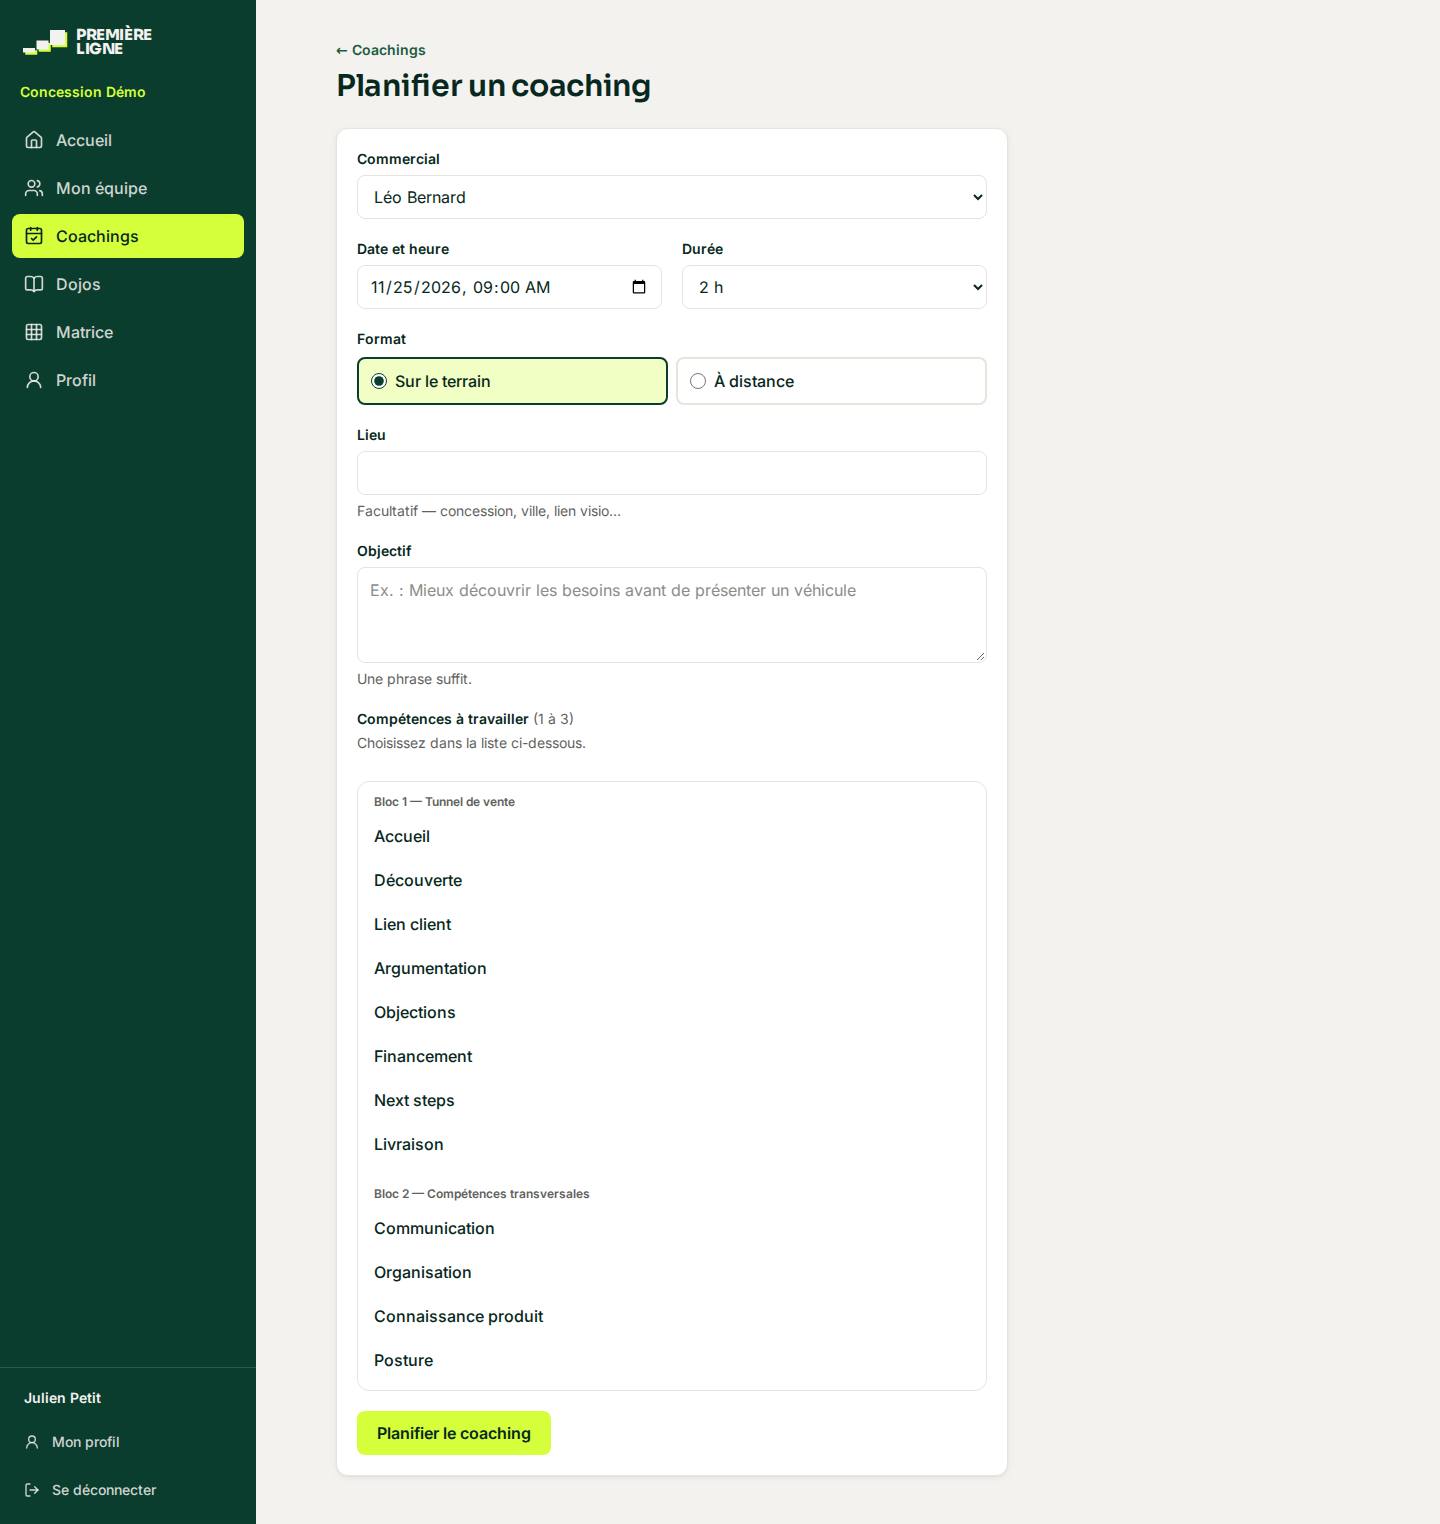 PREMIÈRE
LIGNE
Concession Démo
Accueil
Mon équipe
Coachings
Dojos
Matrice
Profil
Julien Petit
Mon profil
Se déconnecter
← Coachings
Planifier un coaching
Commercial
Léo Bernard
Date et heure
Durée
11/25/2026, 09:00 AM
2 h
Format
Sur le terrain
À distance
Lieu
Facultatif — concession, ville, lien visio…
Objectif
Ex. : Mieux découvrir les besoins avant de présenter un véhicule
Une phrase suffit.
Compétences à travailler (1 à 3)
Choisissez dans la liste ci-dessous.
Bloc 1 — Tunnel de vente
Accueil
Découverte
Lien client
Argumentation
Objections
Financement
Next steps
Livraison
Bloc 2 — Compétences transversales
Communication
Organisation
Connaissance produit
Posture
Planifier le coaching